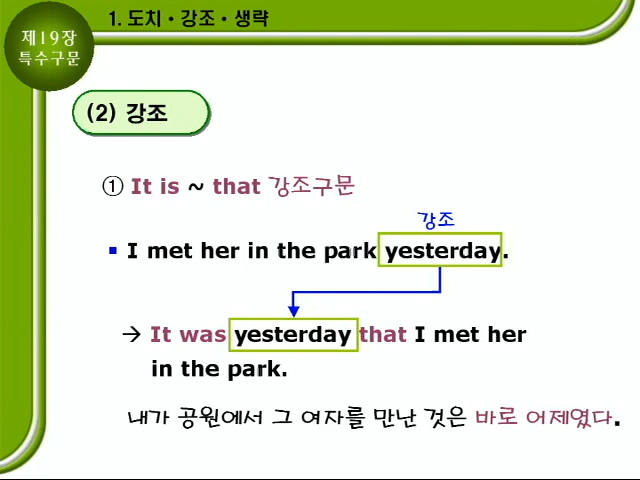 제19장
특수구문
1. 도치·강조·생략
(2) 강조
① It is ~ that 강조구문
강조
▪ I met her in the park yesterday.
→ It was yesterday that I met her
in the park.
내가 공원에서 그 여자를 만난 것은 바로 어제였다.